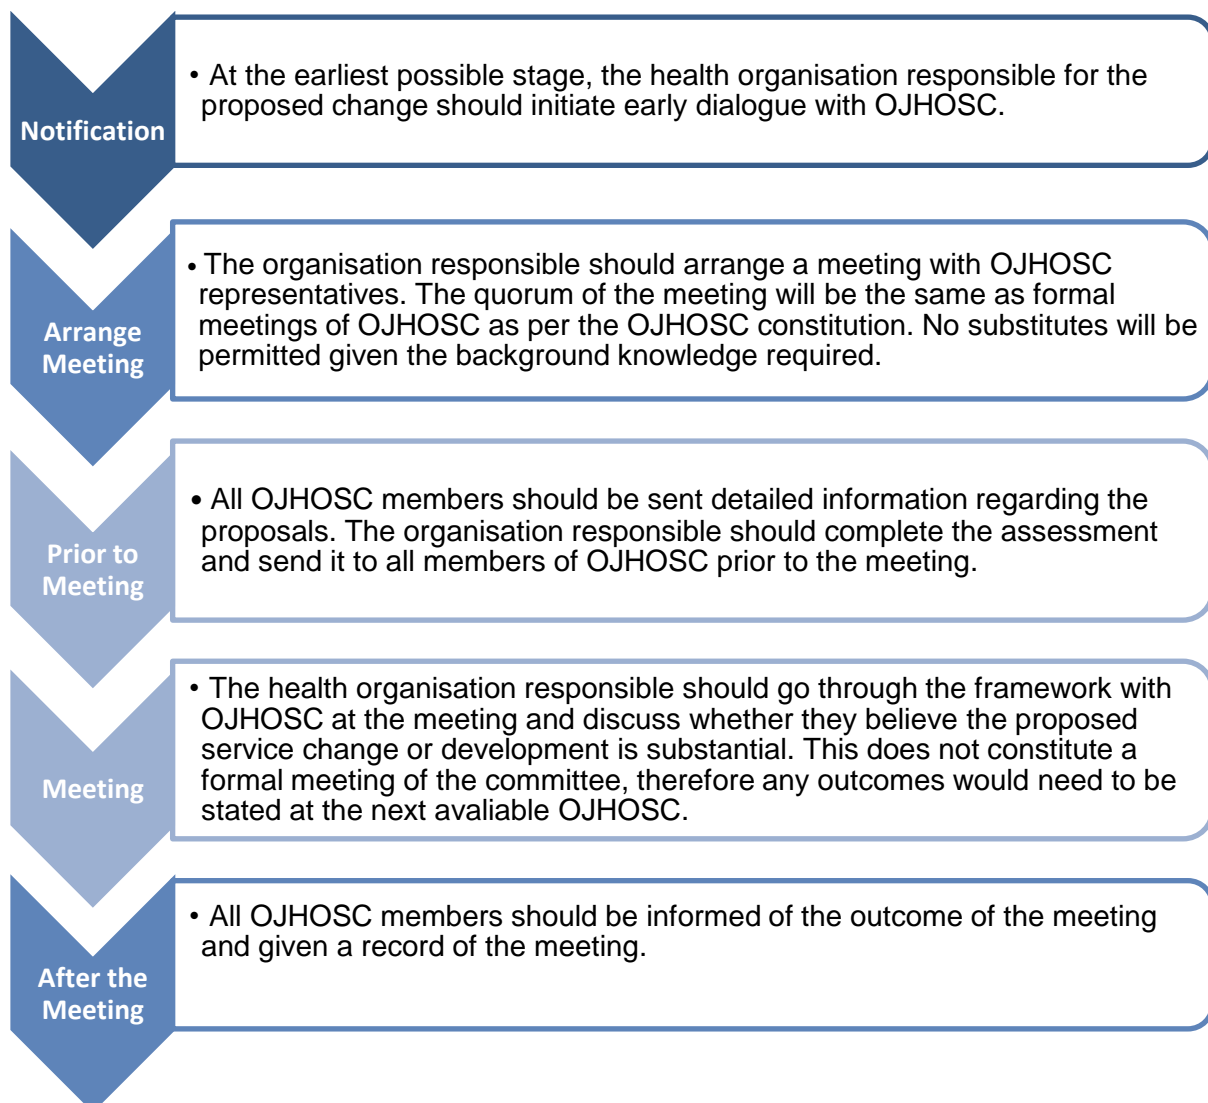 Notification
• At the earliest possible stage, the health organisation responsible for the
proposed change should initiate early dialogue with OJHOSC.
Arrange
Meeting
• The organisation responsible should arrange a meeting with OJHOSC
representatives. The quorum of the meeting will be the same as formal
meetings of OJHOSC as per the OJHOSC constitution. No substitutes will be
permitted given the background knowledge required.
Prior to
Meeting
• All OJHOSC members should be sent detailed information regarding the
proposals. The organisation responsible should complete the assessment
and send it to all members of OJHOSC prior to the meeting.
Meeting
• The health organisation responsible should go through the framework with
OJHOSC at the meeting and discuss whether they believe the proposed
service change or development is substantial. This does not constitute a
formal meeting of the committee, therefore any outcomes would need to be
stated at the next avaliable OJHOSC.
After the
Meeting
• All OJHOSC members should be informed of the outcome of the meeting
and given a record of the meeting.